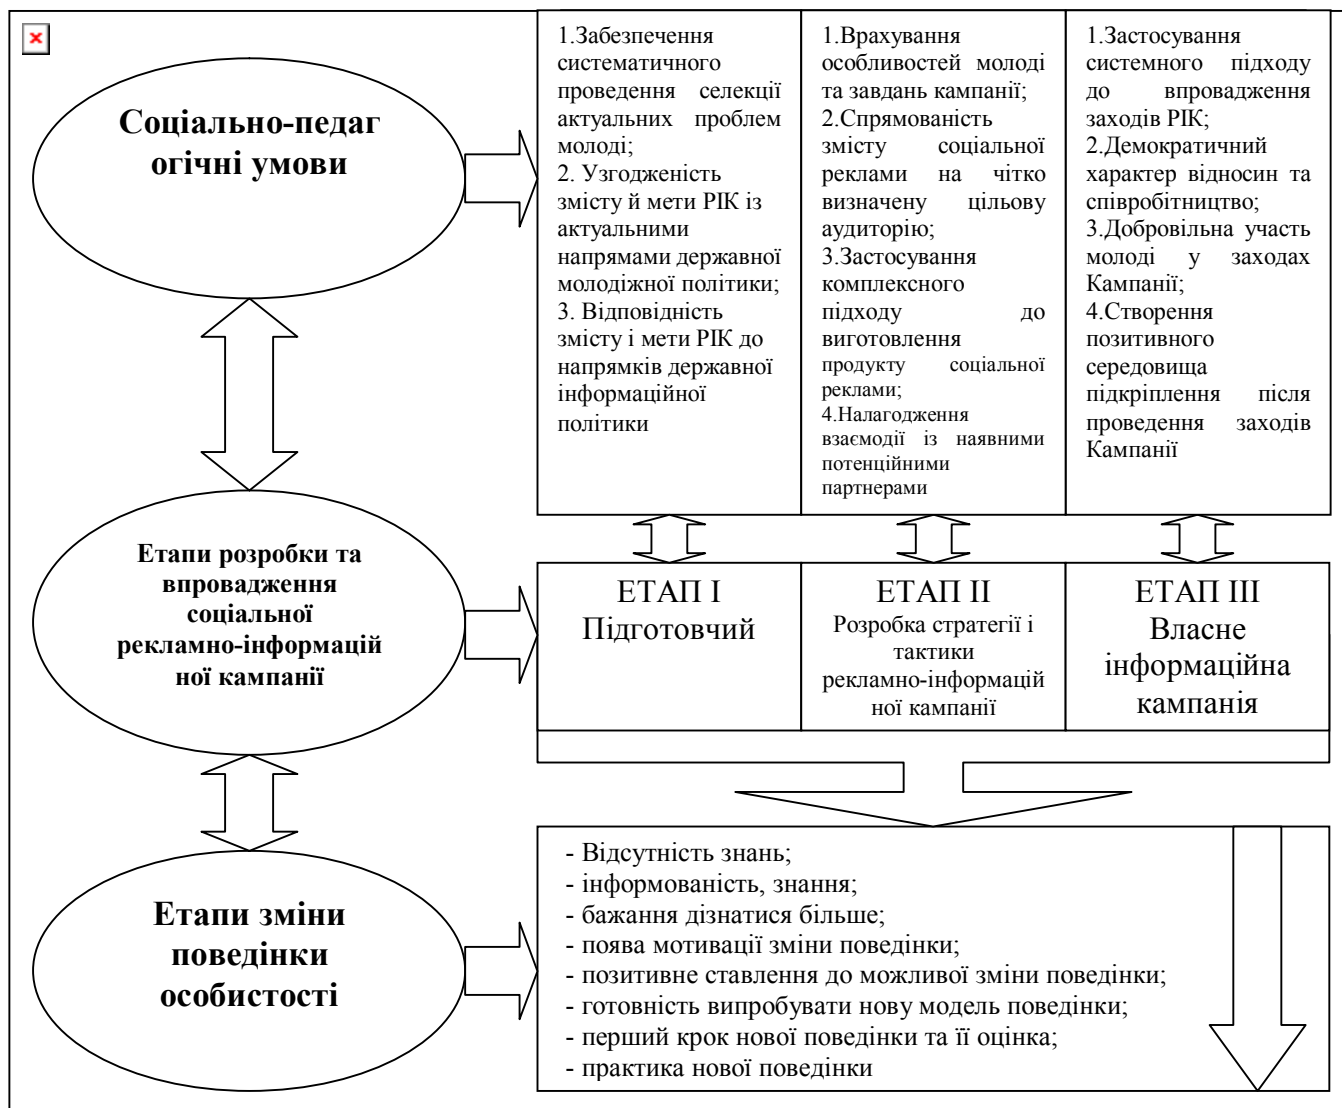 Соціально-педаг
огічні умови
1.Забезпечення
систематичного
проведення селекції
актуальних проблем
молоді;
2. Узгодженість
змісту й мети РІК із
актуальними
напрямами державної
молодіжної політики;
3. Відповідність
змісту і мети РІК до
напрямків державної
інформаційної
політики
1.Врахування
особливостей молоді
та завдань кампанії;
2.Спрямованість
змісту соціальної
реклами на чітко
визначену цільову
аудиторію;
3.Застосування
комплексного
підходу до
виготовлення
продукту соціальної
реклами;
4.Налагодження
взаємодії із наявними
потенційними
партнерами
1.Застосування
системного підходу
до впровадження
заходів РІК;
2.Демократичний
характер відносин та
співробітництво;
3.Добровільна участь
молоді у заходах
Кампанії;
4.Створення
позитивного
середовища
підкріплення після
проведення заходів
Кампанії
Етапи розробки та
впровадження
соціальної
рекламно-інформацій
ної кампанії
ЕТАП І
Підготовчий
ЕТАП ІІ
Розробка стратегії і
тактики
рекламно-інформацій
ної кампанії
ЕТАП ІІІ
Власне
інформаційна
кампанія
Етапи зміни
поведінки
особистості
- Відсутність знань;
- інформованість, знання;
- бажання дізнатися більше;
- поява мотивації зміни поведінки;
- позитивне ставлення до можливої зміни поведінки;
- готовність випробувати нову модель поведінки;
- перший крок нової поведінки та її оцінка;
- практика нової поведінки